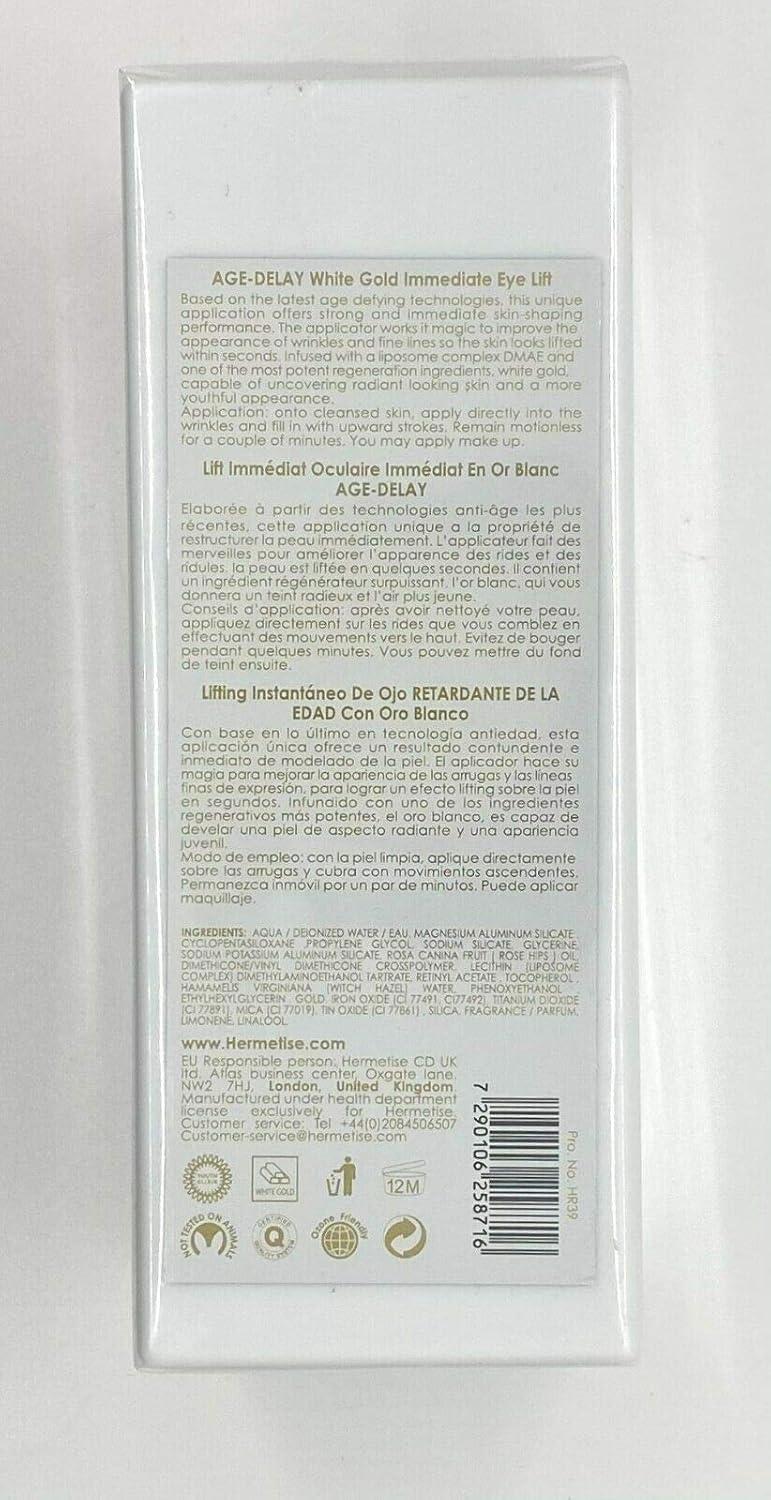 AGE-DELAY White Gold Immediate Eye Lift
Based on the latest age defying technologies, this unique
application offers strong and immediate skin-shaping
performance. The applicator works it magic to improve the
appearance of wrinkles and fine lines so the skin looks lifted
within seconds. Infused with a liposome complex DMAE and
one of the most potent regeneration ingredients, white gold,
capable of uncovering radiant looking skin and a more
youthful appearance.
Application: onto cleansed skin, apply directly into the
wrinkles and fill in with upward strokes. Remain motionless
for a couple of minutes. You may apply make up.
Lift Immédiat Oculaire Immédiat En Or Blanc
AGE-DELAY
Elaborée à partir des technologies anti-âge les plus
récentes, cette application unique a la propriété de
restructurer la peau immédiatement. L'applicateur fait des
merveilles pour améliorer l'apparence des rides et des
ridules. la peau est liftée en quelques secondes. Il contient
un ingrédient régénérateur surpuissant, l'or blanc, qui vous
donnera un teint radieux et l'air plus jeune.
Conseils d'application: après avoir nettoyé votre peau,
appliquez directement sur les rides que vous comblez en
effectuant des mouvements vers le haut. Evitez de bouger
pendant quelques minutes. Vous pouvez mettre du fond
de teint ensuite.
Lifting Instantáneo De Ojo RETARDANTE DE LA
EDAD Con Oro Blanco
Con base en lo último en tecnología antiedad, esta
aplicación única ofrece un resultado contundente e
inmediato de modelado de la piel. El aplicador hace su
magia para mejorar la apariencia de las arrugas y las líneas
finas de expresión, para lograr un efecto lifting sobre la piel
en segundos. Infundido con uno de los ingredientes
regenerativos más potentes, el oro blanco, es capaz de
develar una piel de aspecto radiante y una apariencia
juvenil.
Modo de empleo: con la piel limpia, aplique directamente
sobre las arrugas y cubra con movimientos ascendentes.
Permanezca inmóvil por un par de minutos. Puede aplicar
maquillaje.
INGREDIENTS: AQUA / DEIONIZED WATER / EAU, MAGNESIUM ALUMINUM SILICATE,
CYCLOPENTASILOXANE ,PROPYLENE GLYCOL, SODIUM SILICATE, GLYCERINE,
SODIUM POTASSIUM ALUMINUM SILICATE, ROSA CANINA FRUIT ( ROSE HIPS ) OIL,
DIMETHICONE/VINYL DIMETHICONE CROSSPOLYMER, LECITHIN (LIPOSOME
COMPLEX) DIMETHYLAMINOETHANOL TARTRATE, RETINYL ACETATE, TOCOPHEROL,
HAMAMELIS VIRGINIANA (WITCH HAZEL) WATER, PHENOXYETHANOL,
ETHYLHEXYLGLYCERIN, GOLD, IRON OXIDE (CI 77491, CI77492), TITANIUM DIOXIDE
(CI 77891), MICA (CI 77019), TIN OXIDE (CI 77861), SILICA, FRAGRANCE / PARFUM,
LIMONENE, LINALOOL.
www.Hermetise.com
EU Responsible person: Hermetise CD UK
ltd. Atlas business center, Oxgate lane,
NW2 7HJ, London, United Kingdom.
Manufactured under health department
license exclusively for Hermetise.
Customer service: Tel +44(0)2084506507
Customer-service@hermetise.com
YOUTH
ELIXIR
WHITE GOLD
12M
NOT TESTED ON ANIMALS
CERTIFIED
Q
Ozone Friendly
7 290106 258716
Pro. No. HR39